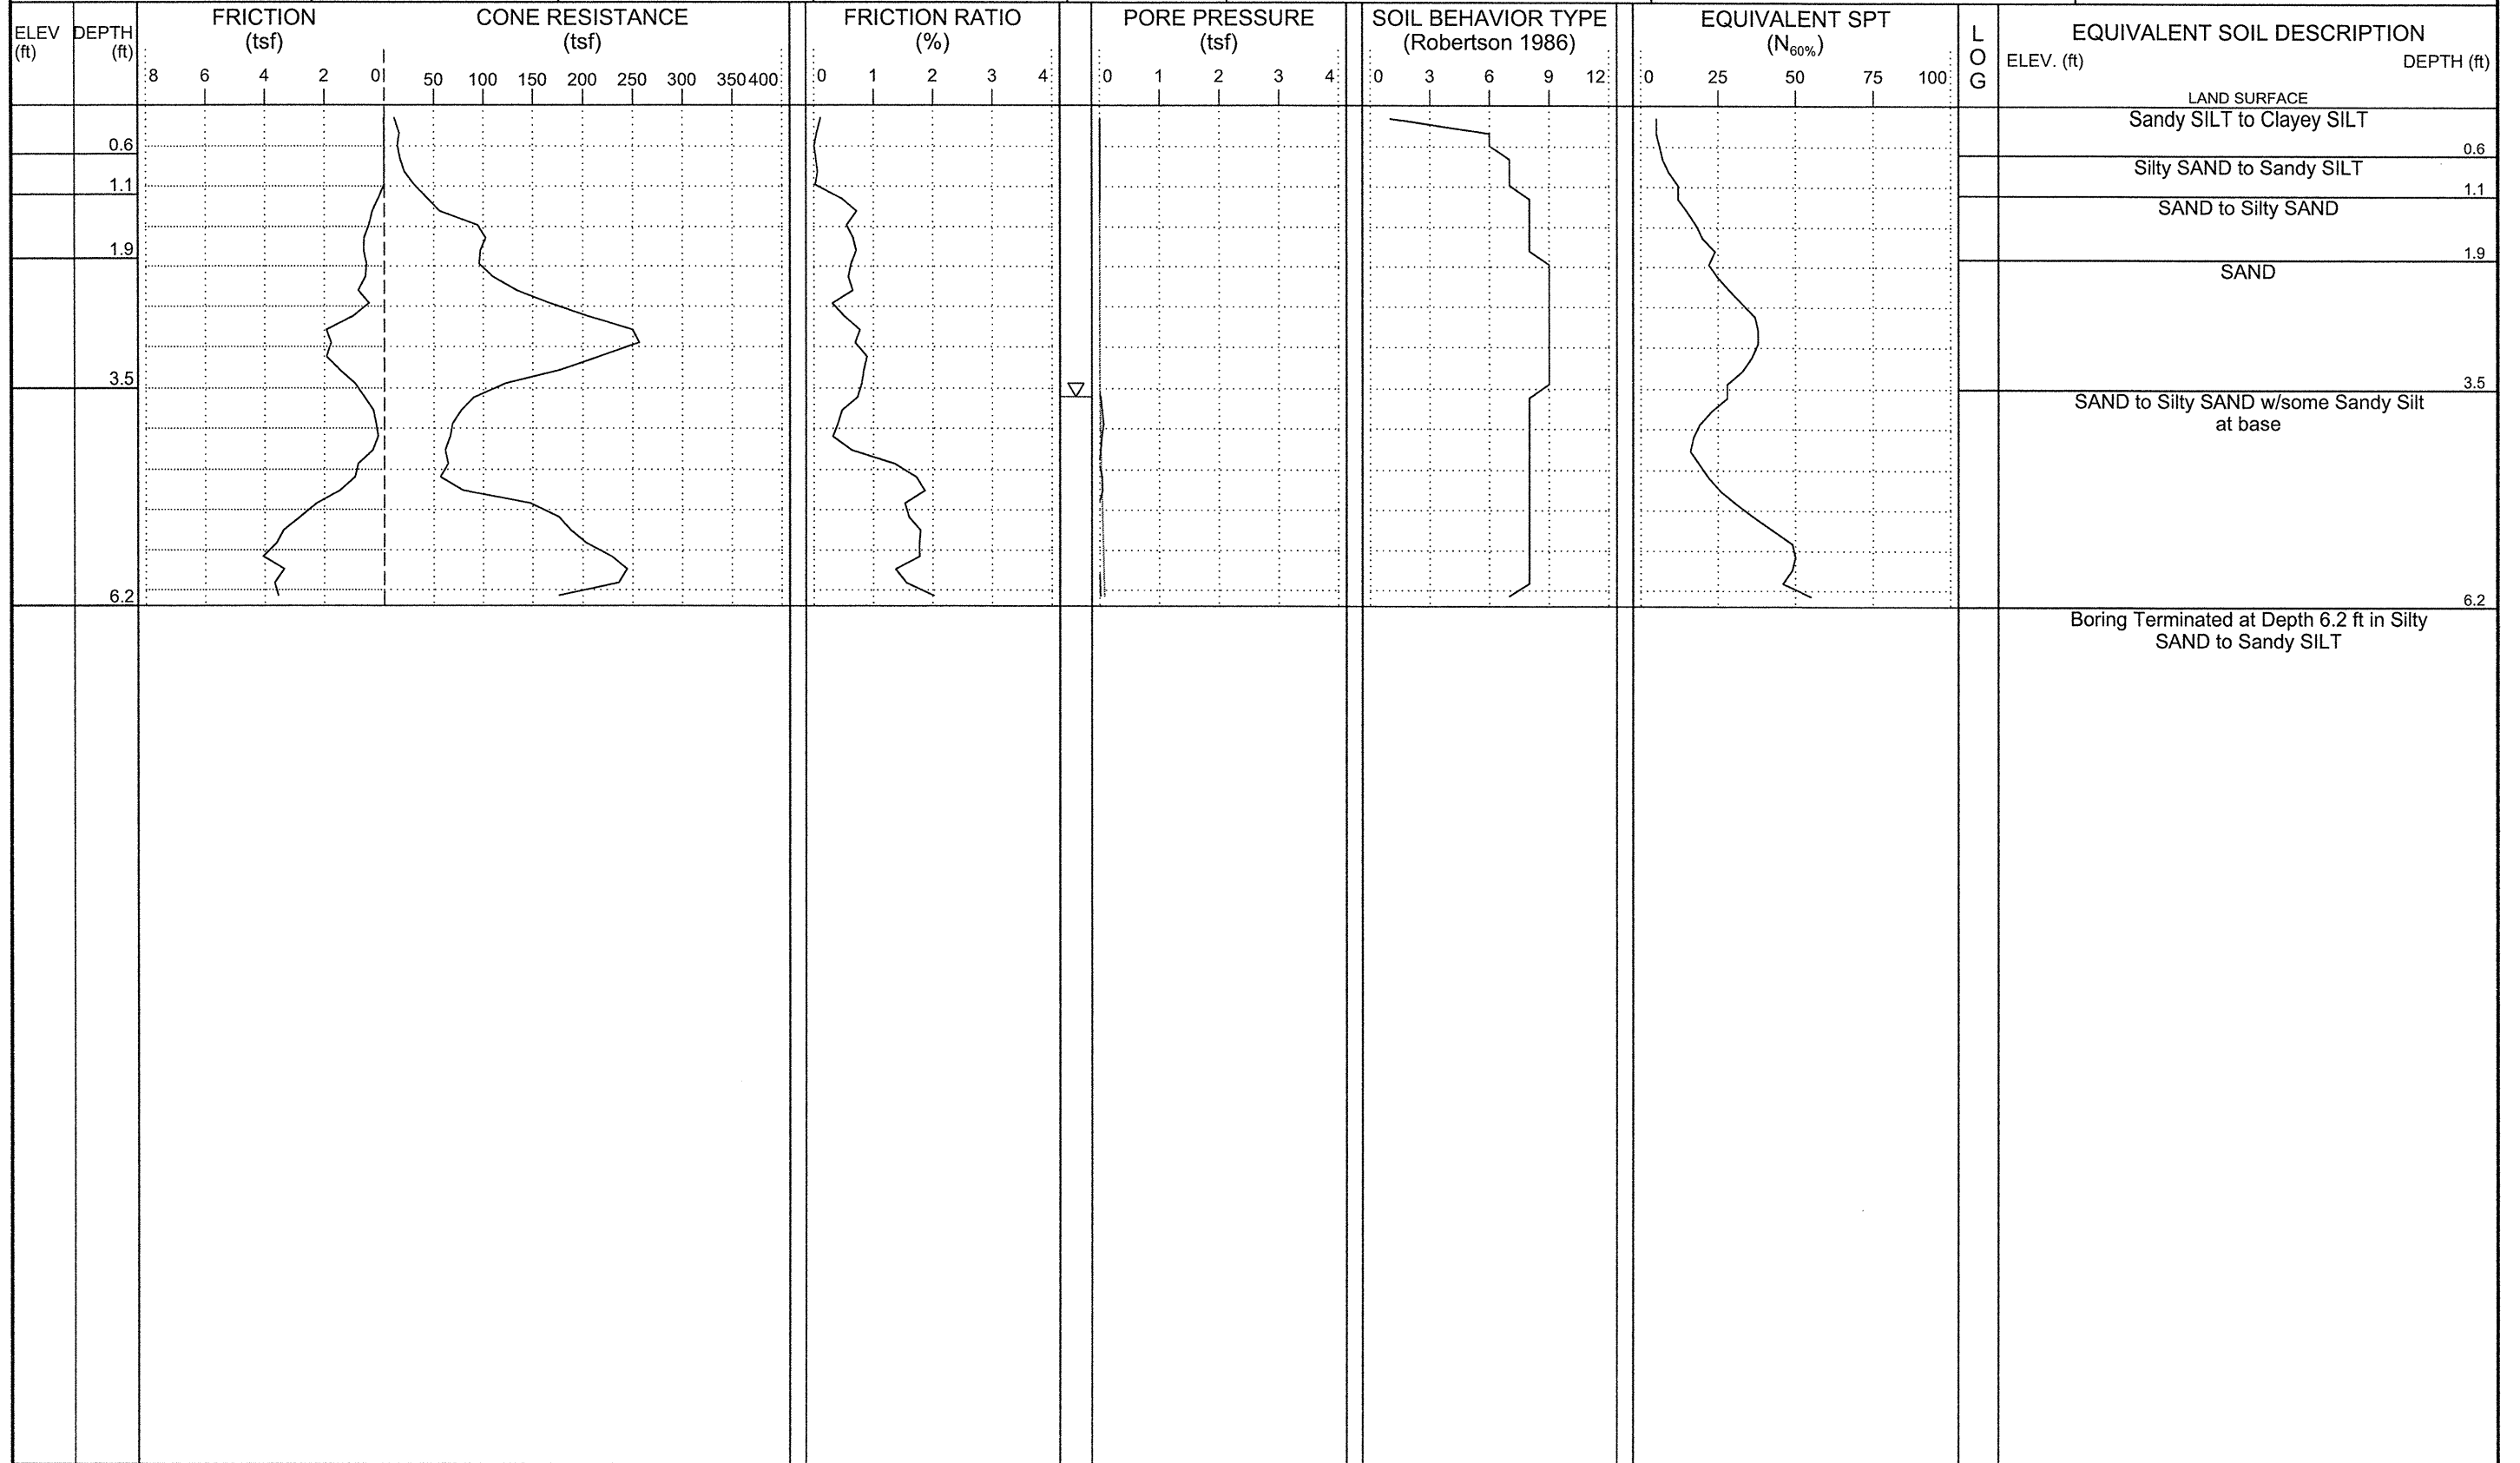 FRICTION CONE RESISTANCE FRICTION RATIO PORE PRESSURE SOIL BEHAVIOR TYPE EQUIVALENT SPT
ELEV DEPTH (tsf) (tsf) (%) (tsf) (Robertson 1986) (N60%) L EQUIVALENT SOIL DESCRIPTION
(ft) (ft) O ELEV. (ft) DEPTH (ft)
8 6 4 2 0 50 100 150 200 250 300 350 400 0 1 2 3 4 0 1 2 3 4 0 3 6 9 12 0 25 50 75 100 G
LAND SURFACE
Sandy SILT to Clayey SILT
0.6 0.6
Silty SAND to Sandy SILT
1.1 1.1
SAND to Silty SAND
1.9 1.9
SAND
3.5 3.5
SAND to Silty SAND w/some Sandy Silt
at base
6.2 6.2
Boring Terminated at Depth 6.2 ft in Silty
SAND to Sandy SILT